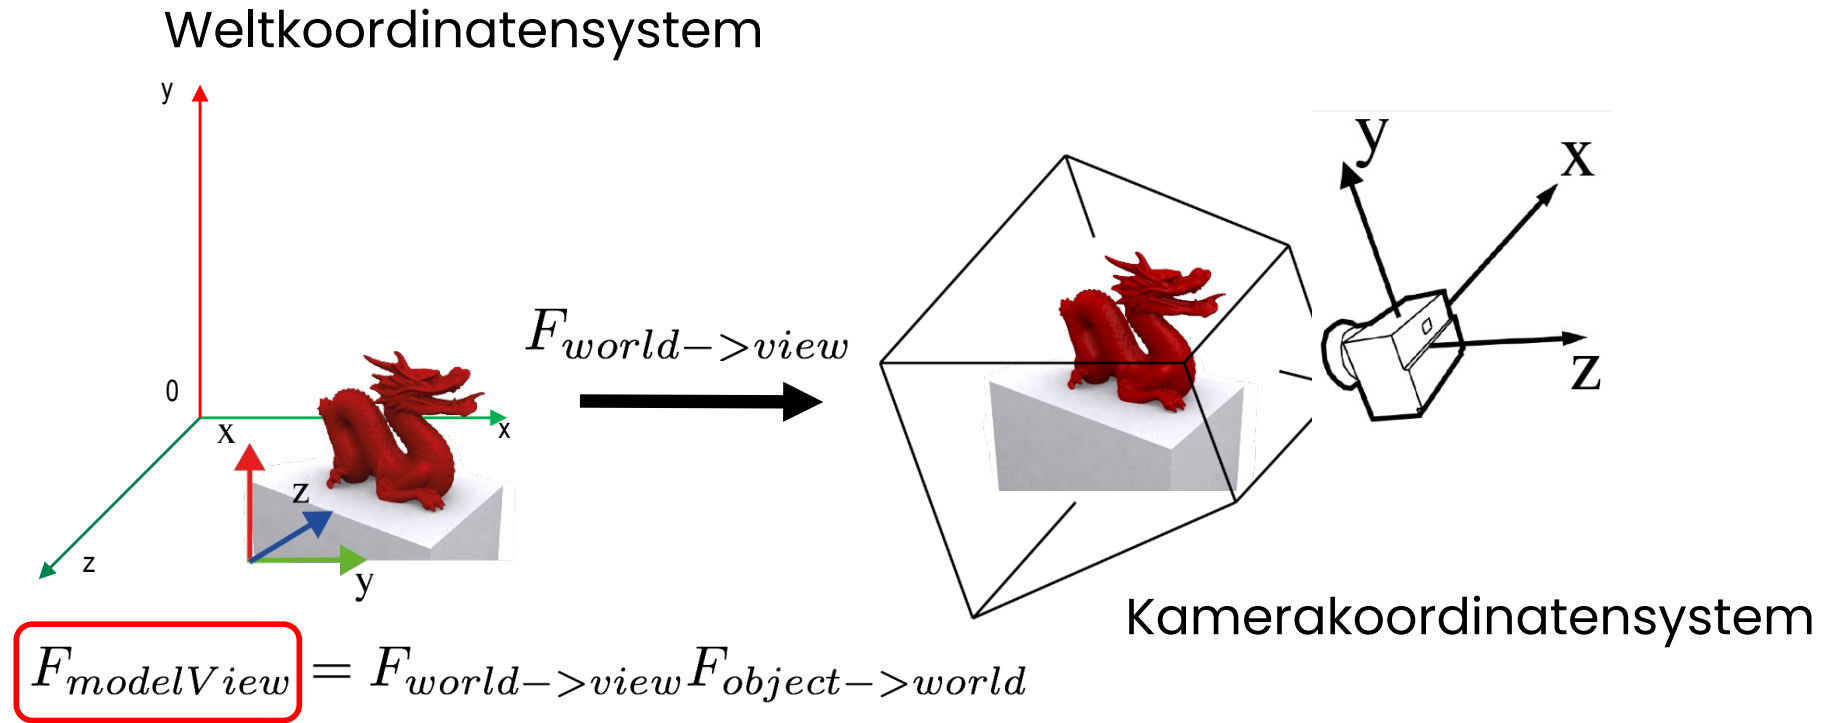 Weltkoordinatensystem
y
0
x
z
x
z
y
F_{world->view}
y
x
z
Kamerakoordinatensystem
F_{modelView} = F_{world->view}F_{object->world}